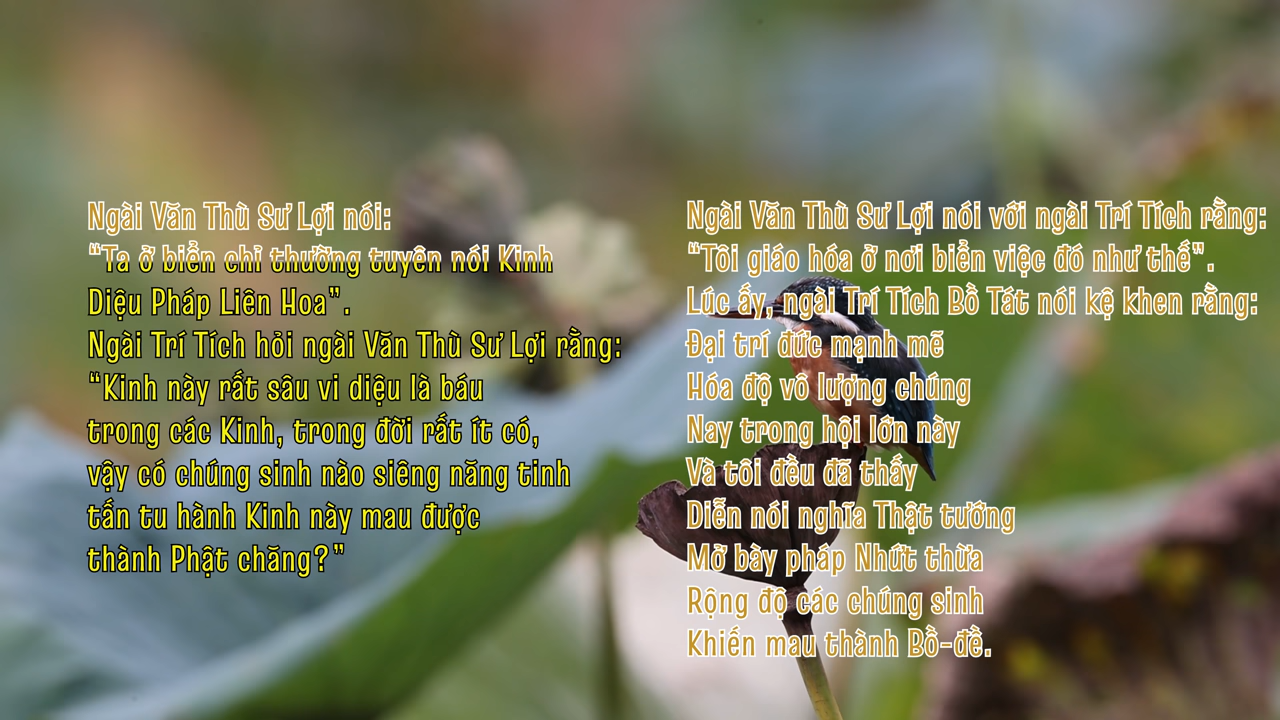 Ngài Văn Thù Sư Lợi nói:
“Ta ở biển chỉ thường tuyên nói Kinh
Diệu Pháp Liên Hoa”.
Ngài Trí Tích hỏi ngài Văn Thù Sư Lợi rằng:
“Kinh này rất sâu vi diệu là báu
trong các Kinh, trong đời rất ít có,
vậy có chúng sinh nào siêng năng tinh
tấn tu hành Kinh này mau được
thành Phật chăng?”
Ngài Văn Thù Sư Lợi nói với ngài Trí Tích rằng:
“Tôi giáo hóa ở nơi biển việc đó như thế”.
Lúc ấy, ngài Trí Tích Bồ Tát nói kệ khen rằng:
Đại trí đức mạnh mẽ
Hóa độ vô lượng chúng
Nay trong hội lớn này
Và tôi đều đã thấy
Diễn nói nghĩa Thật tướng
Mở bày pháp Nhứt thừa
Rộng độ các chúng sinh
Khiến mau thành Bồ-đề.